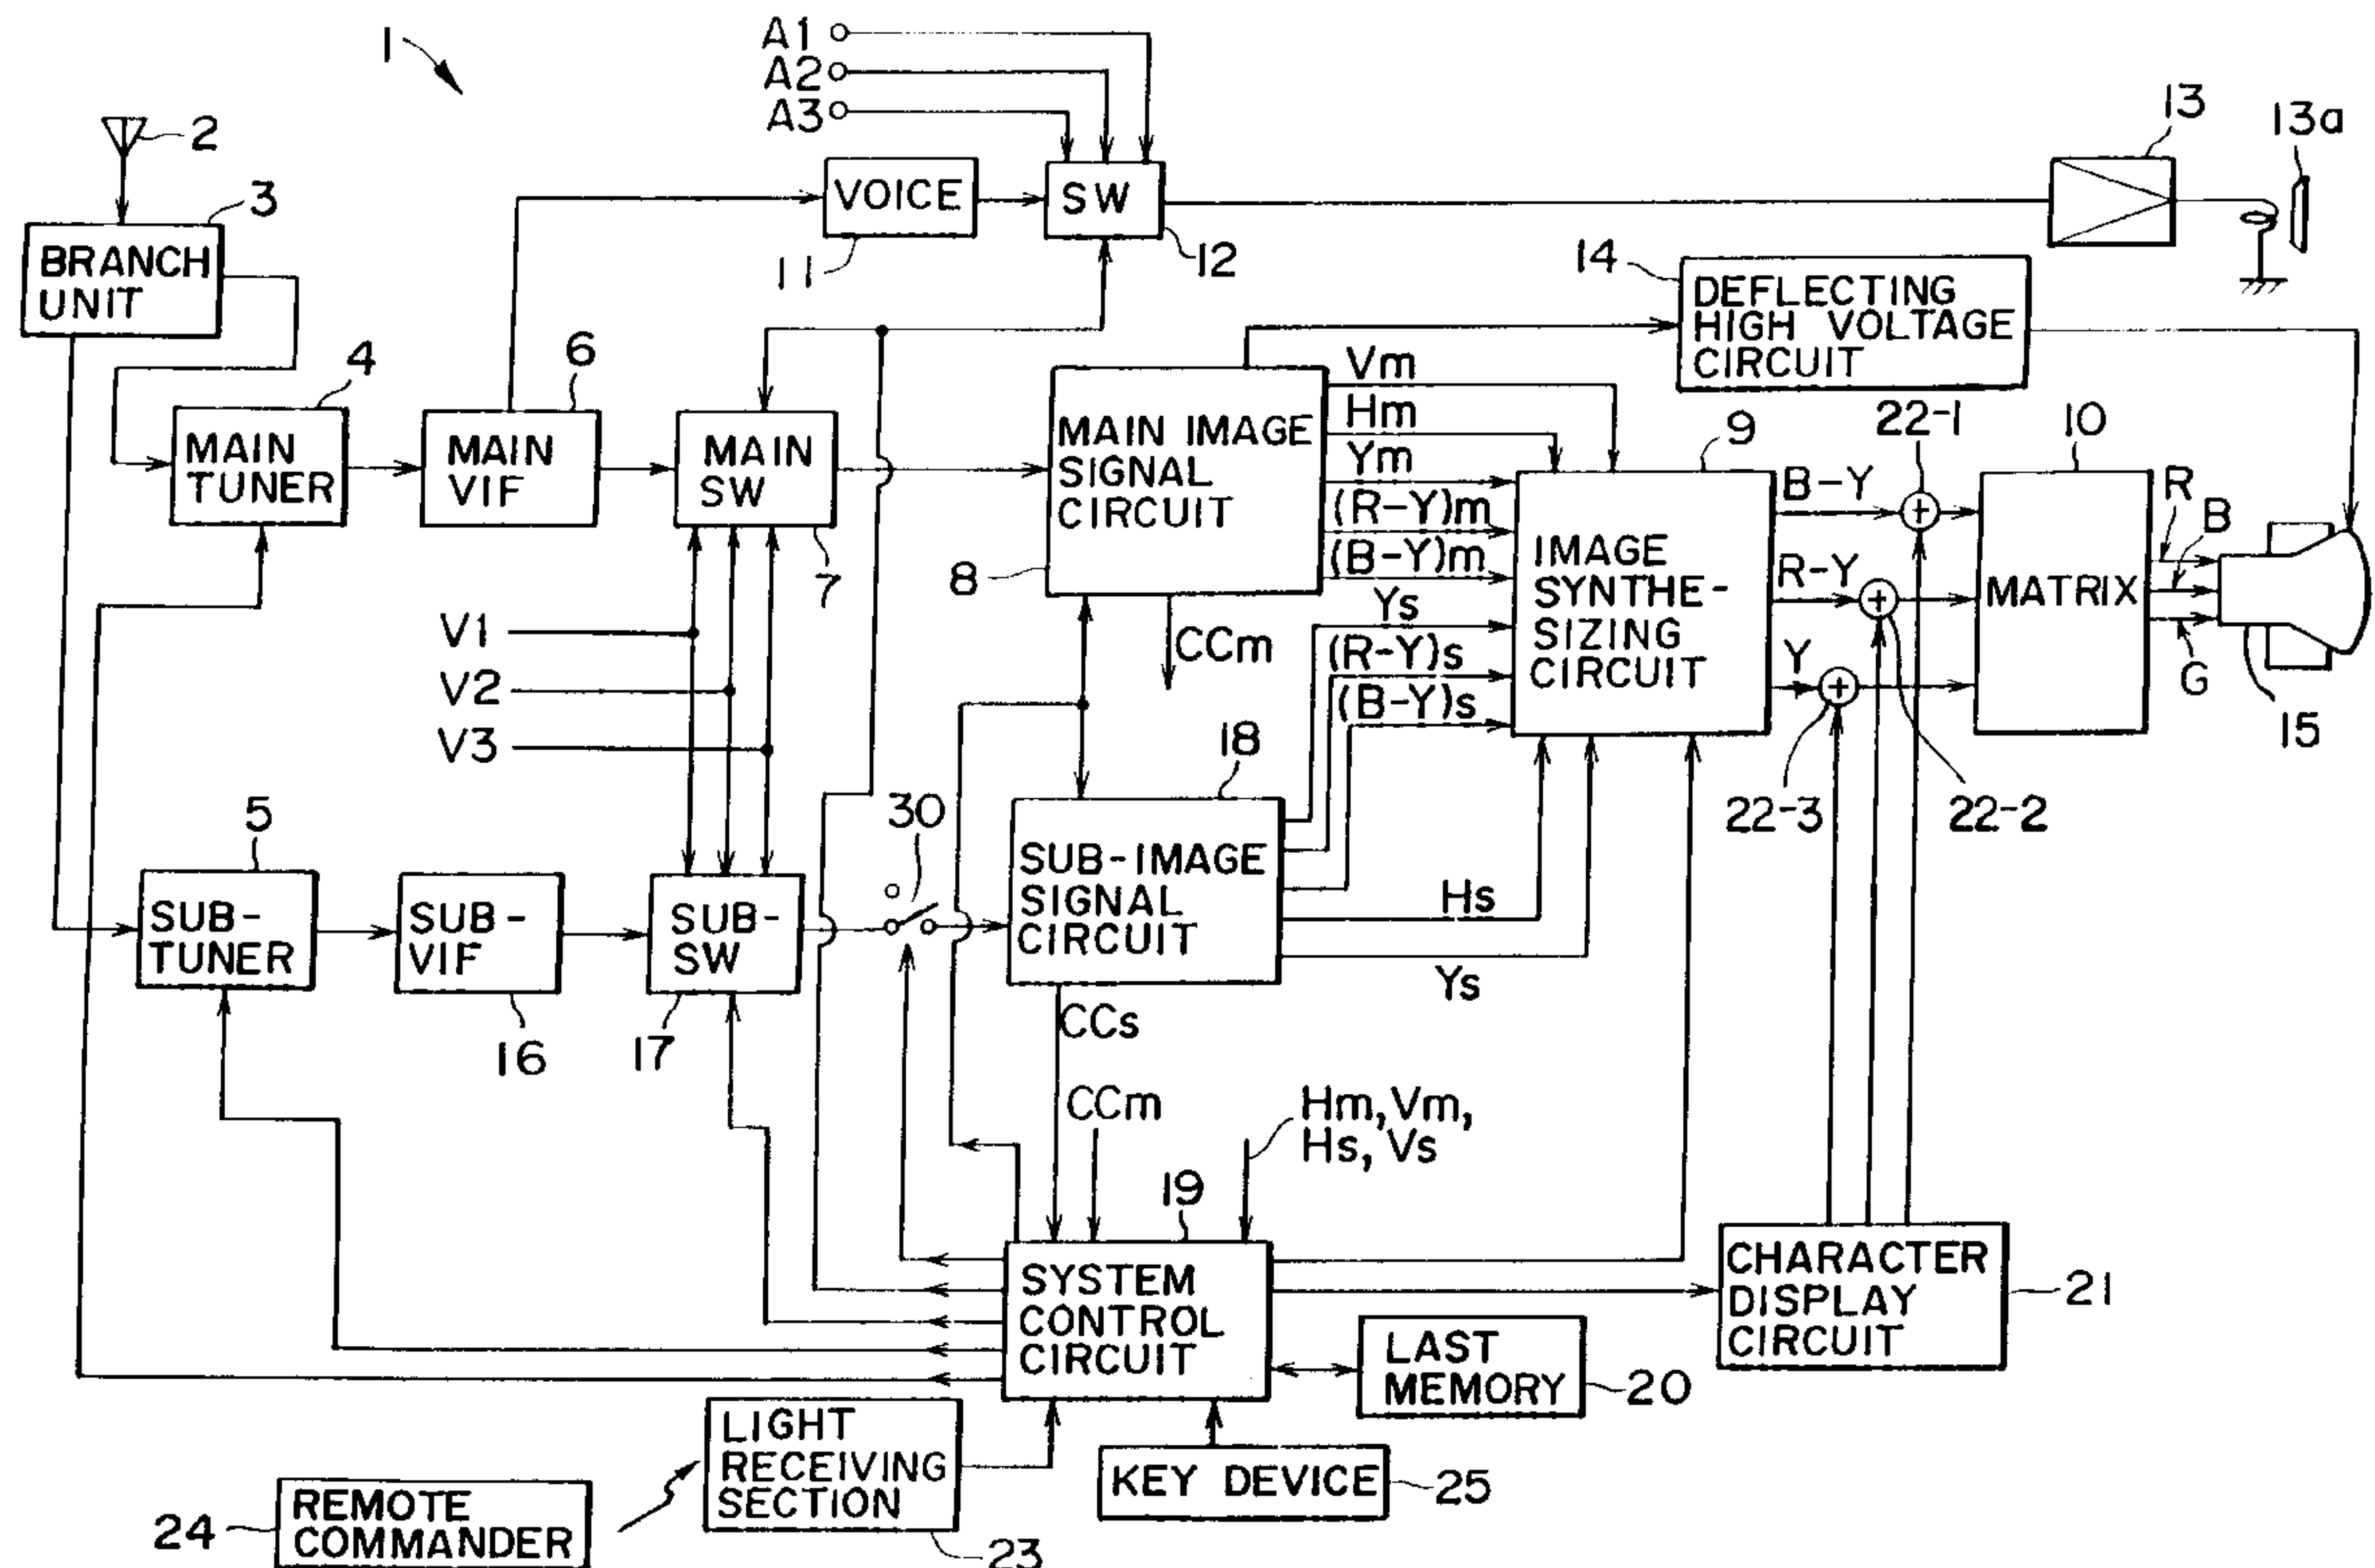 1
A1
A2
A3
2
3
BRANCH
UNIT
VOICE
11
SW
12
13
13a
14
DEFLECTING
HIGH VOLTAGE
CIRCUIT
4
MAIN
TUNER
6
MAIN
VIF
MAIN
SW
7
MAIN IMAGE
SIGNAL
CIRCUIT
8
Vm
Hm
Ym
(R-Y)m
(B-Y)m
Ys
(R-Y)s
(B-Y)s
CCm
9
IMAGE
SYNTHE-
SIZING
CIRCUIT
B-Y
R-Y
Y
22-1
22-2
22-3
10
MATRIX
R
B
G
15
V1
V2
V3
5
SUB-
TUNER
SUB-
VIF
16
SUB-
SW
17
30
18
SUB-IMAGE
SIGNAL
CIRCUIT
Hs
Ys
CCs
CCm
Hm, Vm,
Hs, Vs
19
SYSTEM
CONTROL
CIRCUIT
CHARACTER
DISPLAY
CIRCUIT
21
LAST
MEMORY
20
LIGHT
RECEIVING
SECTION
23
KEY DEVICE
25
24
REMOTE
COMMANDER